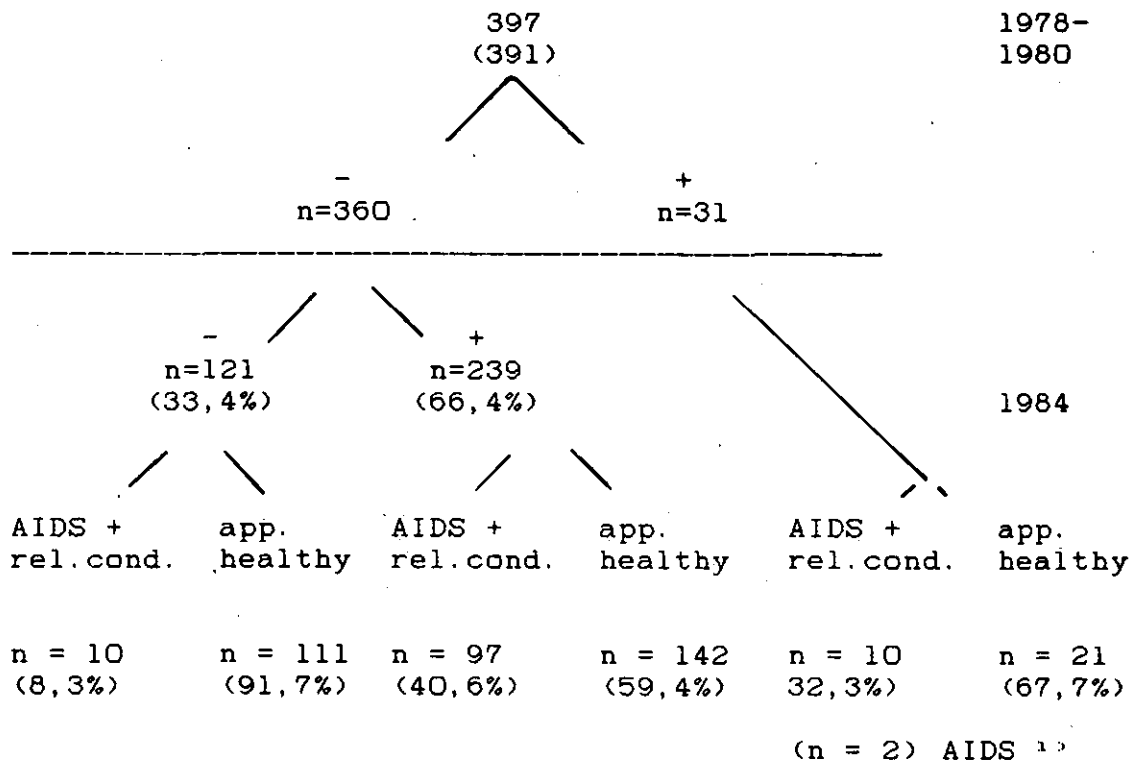 397 1978-
(391) 1980
- +
n=360 n=31
- +
n=121 n=239
(33,4%) (66,4%) 1984
AIDS + app. AIDS + app. AIDS + app.
rel.cond. healthy rel.cond. healthy rel.cond. healthy
n = 10 n = 111 n = 97 n = 142 n = 10 n = 21
(8,3%) (91,7%) (40,6%) (59,4%) 32,3%) (67,7%)
(n = 2) AIDS 1)